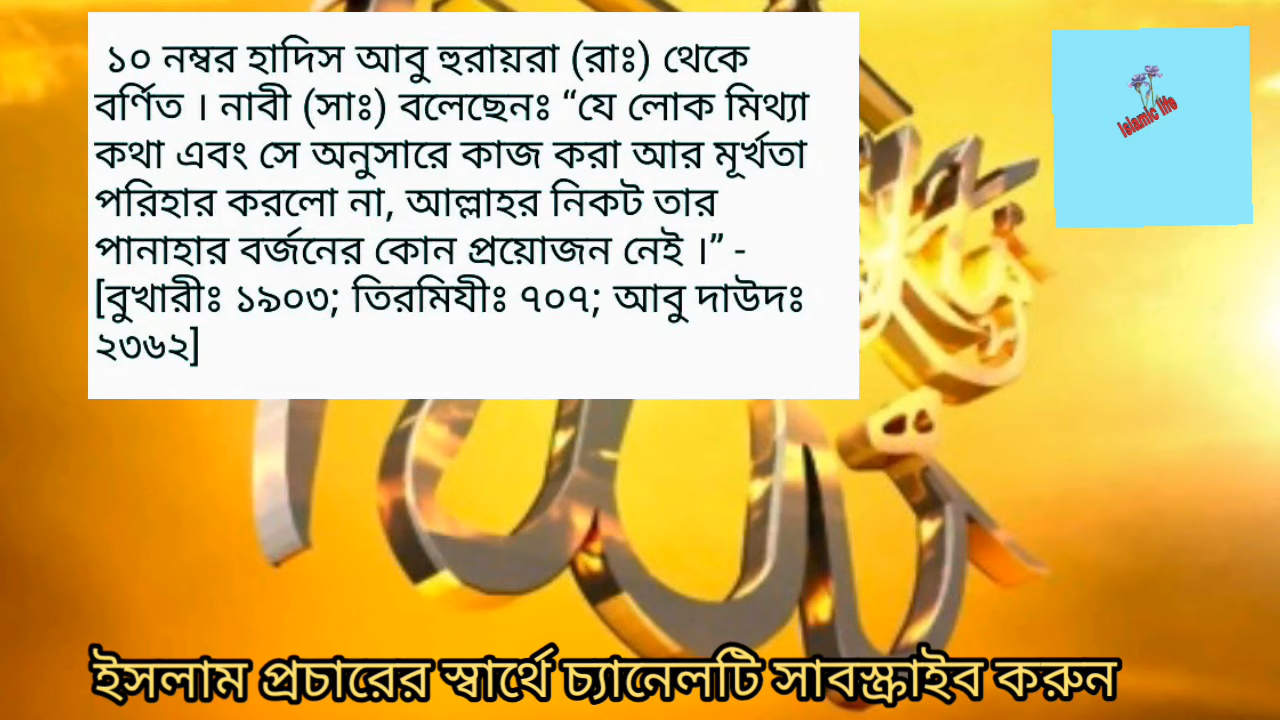 ১০ নম্বর হাদিস আবু হুরায়রা (রাঃ) থেকে
বর্ণিত । নাবী (সাঃ) বলেছেনঃ “যে লোক মিথ্যা
কথা এবং সে অনুসারে কাজ করা আর মূর্খতা
পরিহার করলো না, আল্লাহর নিকট তার
পানাহার বর্জনের কোন প্রয়োজন নেই ।” -
[বুখারীঃ ১৯০৩; তিরমিযীঃ ৭০৭; আবু দাউদঃ
২৩৬২]
Islamic life
ইসলাম প্রচারের স্বার্থে চ্যানেলটি সাবস্ক্রাইব করুন